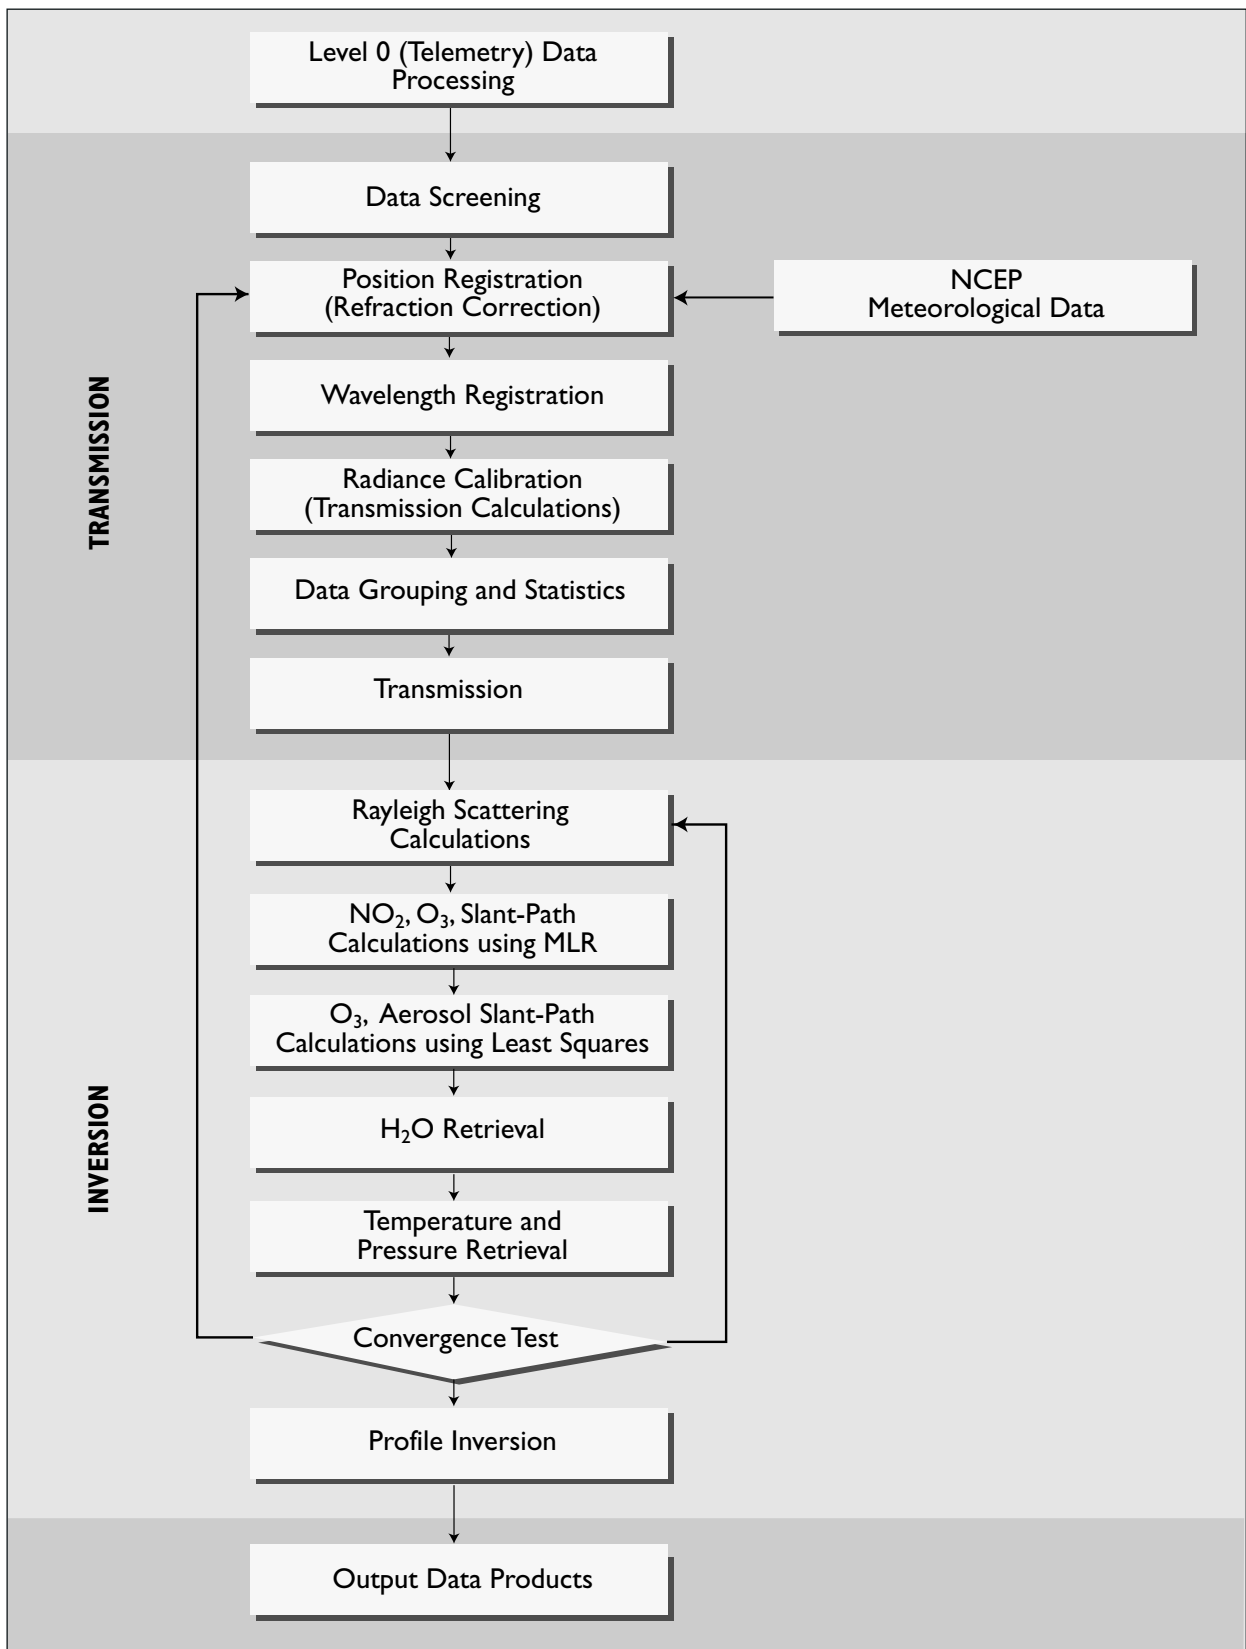 Level 0 (Telemetry) Data
Processing
Data Screening
Position Registration
(Refraction Correction)
NCEP
Meteorological Data
Wavelength Registration
Radiance Calibration
(Transmission Calculations)
Data Grouping and Statistics
Transmission
TRANSMISSION
Rayleigh Scattering
Calculations
NO₂, O₃, Slant-Path
Calculations using MLR
O₃, Aerosol Slant-Path
Calculations using Least Squares
H₂O Retrieval
Temperature and
Pressure Retrieval
Convergence Test
Profile Inversion
INVERSION
Output Data Products